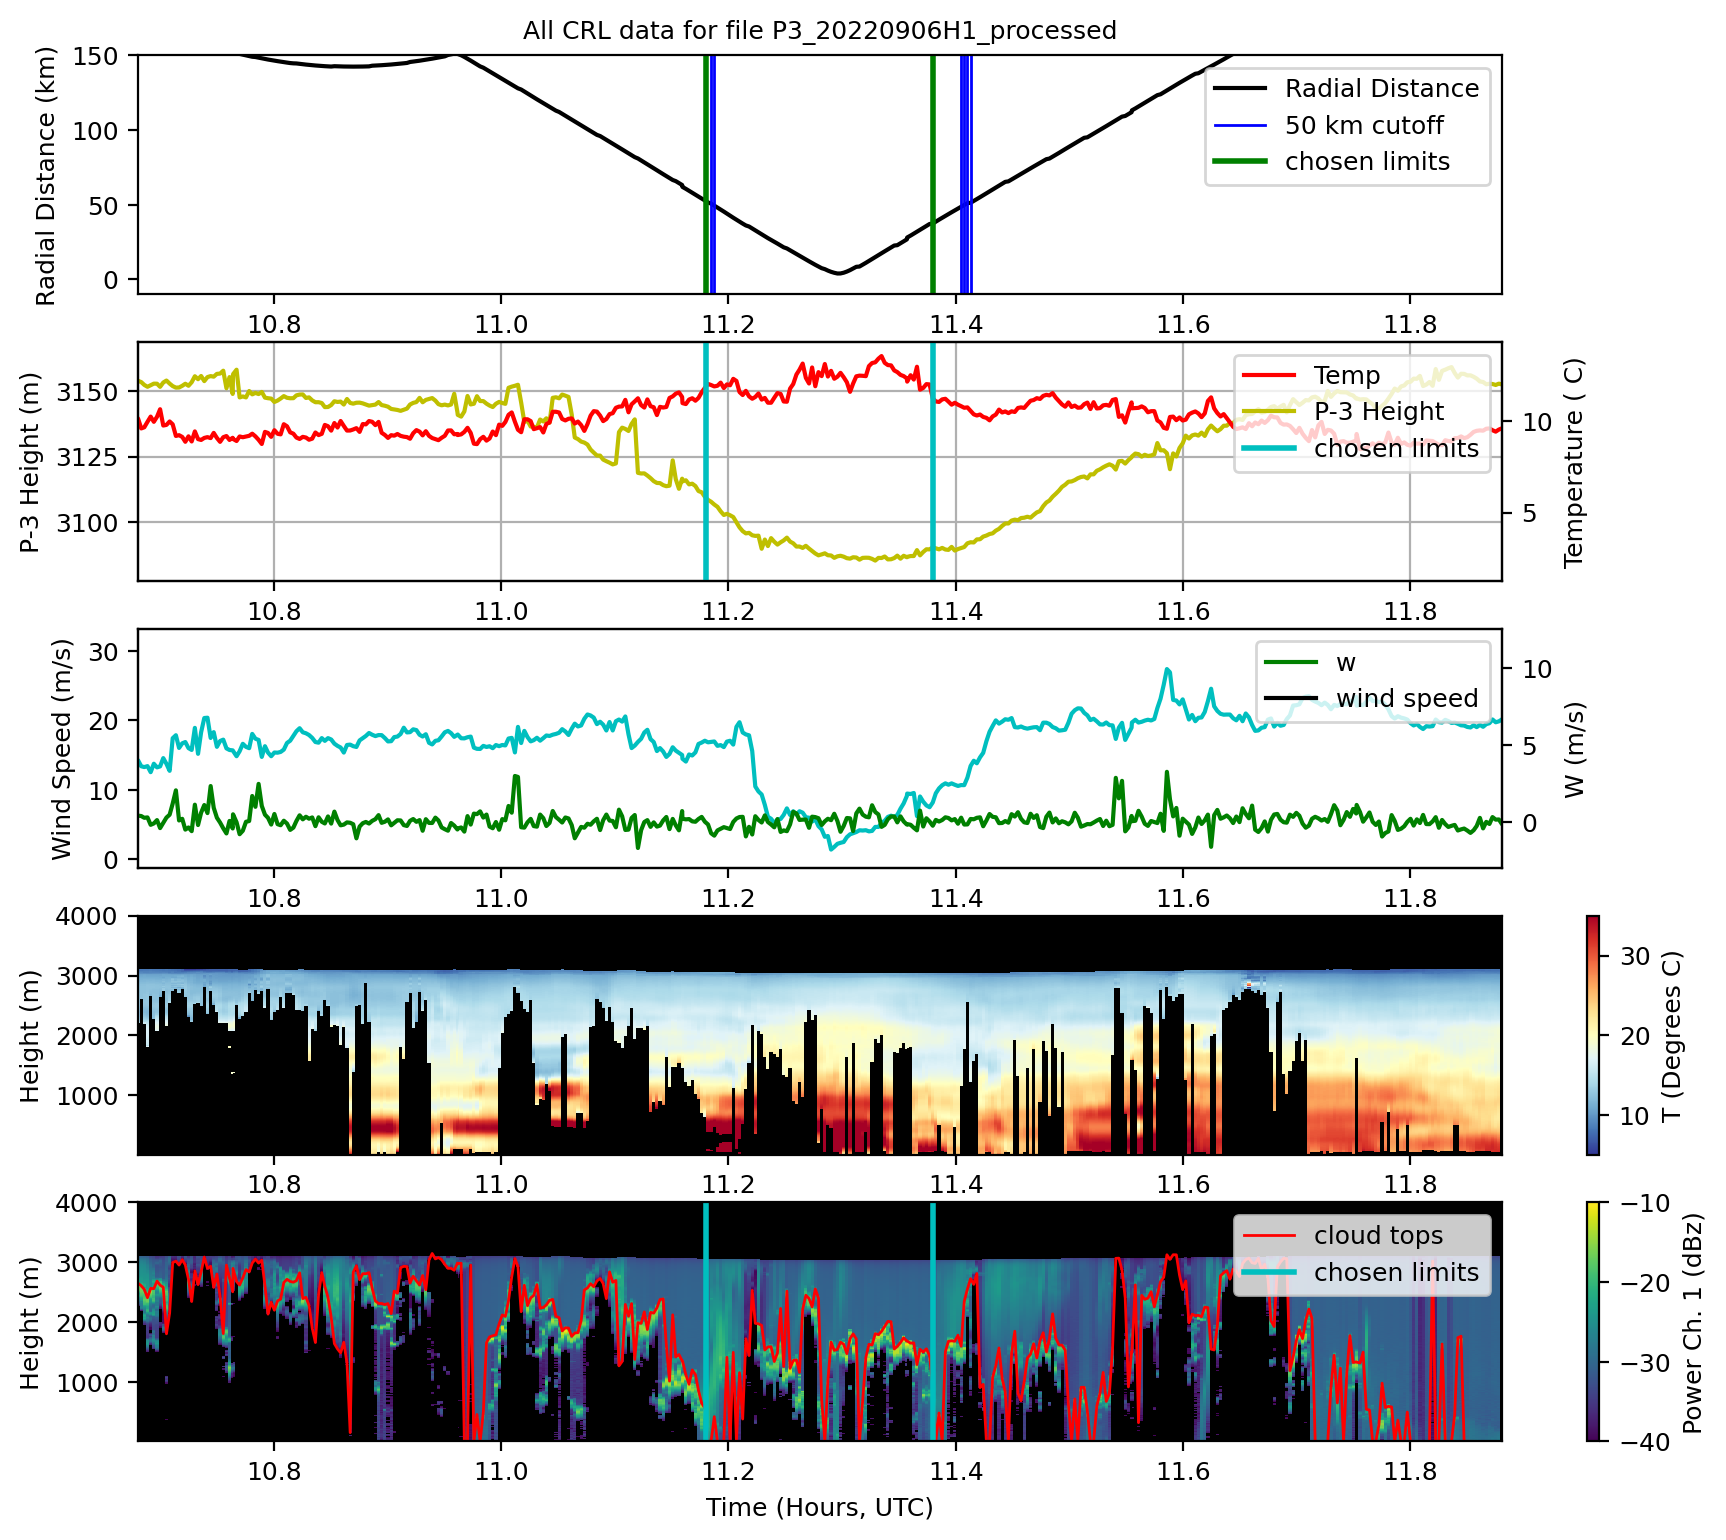 All CRL data for file P3_20220906H1_processed
Radial Distance (km)
150
100
50
0
Radial Distance
50 km cutoff
chosen limits
10.8 11.0 11.2 11.4 11.6 11.8
P-3 Height (m)
3150
3125
3100
Temp
P-3 Height
chosen limits
10
5
Temperature ( C)
10.8 11.0 11.2 11.4 11.6 11.8
Wind Speed (m/s)
30
20
10
0
w
wind speed
10
5
0
W (m/s)
10.8 11.0 11.2 11.4 11.6 11.8
Height (m)
4000
3000
2000
1000
30
20
10
T (Degrees C)
10.8 11.0 11.2 11.4 11.6 11.8
Height (m)
4000
3000
2000
1000
cloud tops
chosen limits
−10
−20
−30
−40
Power Ch. 1 (dBz)
10.8 11.0 11.2 11.4 11.6 11.8
Time (Hours, UTC)